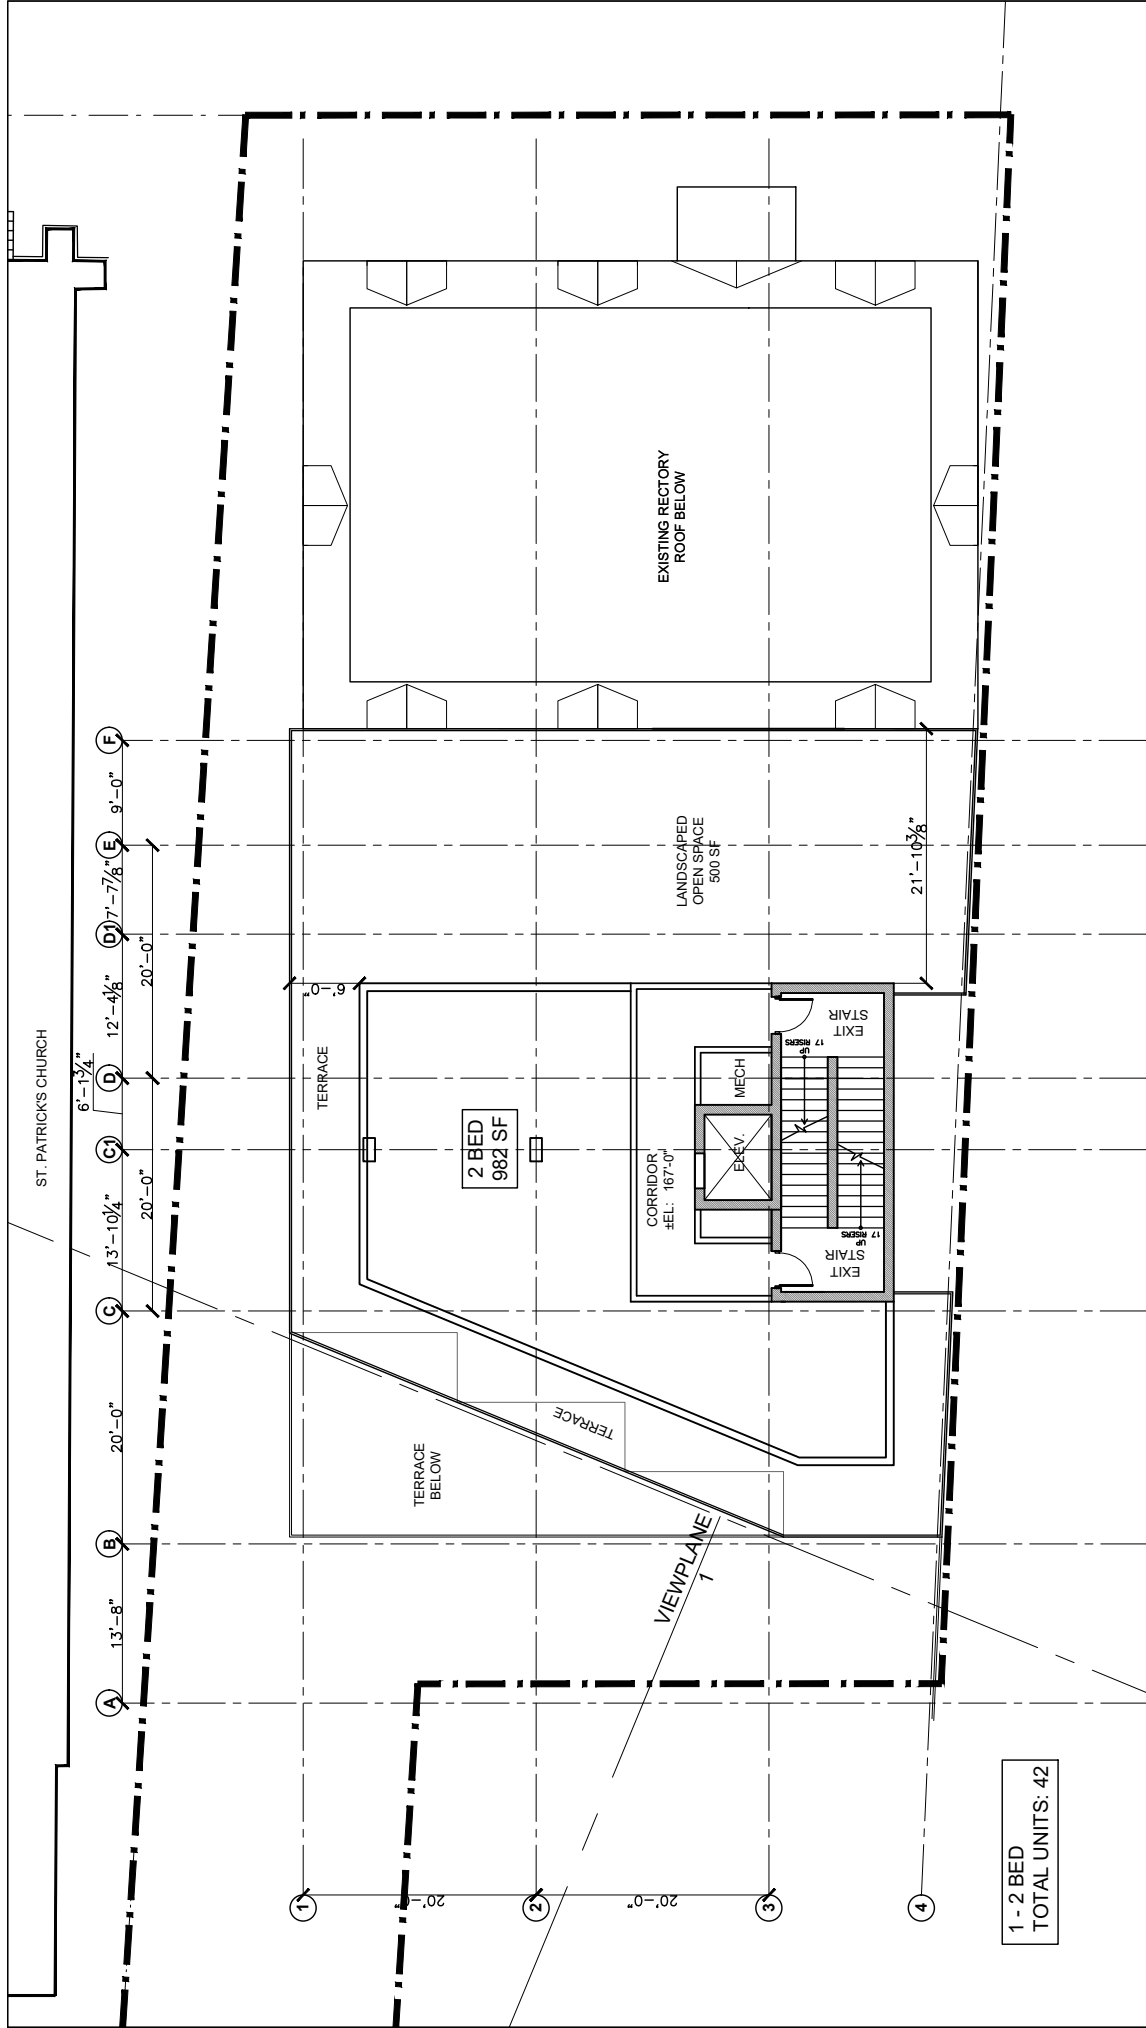 ST. PATRICK'S CHURCH
A
B
C
C1
D
D1
E
F
13'-8"
20'-0"
13'-10¼"
6'-1¾"
12'-4⅛"
7'-7⅞"
9'-0"
20'-0"
20'-0"
TERRACE
6'-0"
TERRACE
BELOW
TERRACE
2 BED
982 SF
EXISTING RECTORY
ROOF BELOW
LANDSCAPED
OPEN SPACE
500 SF
21'-10⅜"
CORRIDOR
±EL: 167'-0"
MECH
ELEV.
EXIT
STAIR
UP
17 RISERS
EXIT
STAIR
UP
17 RISERS
VIEWPLANE
1
1
2
3
4
20'-0"
20'-0"
1 - 2 BED
TOTAL UNITS: 42